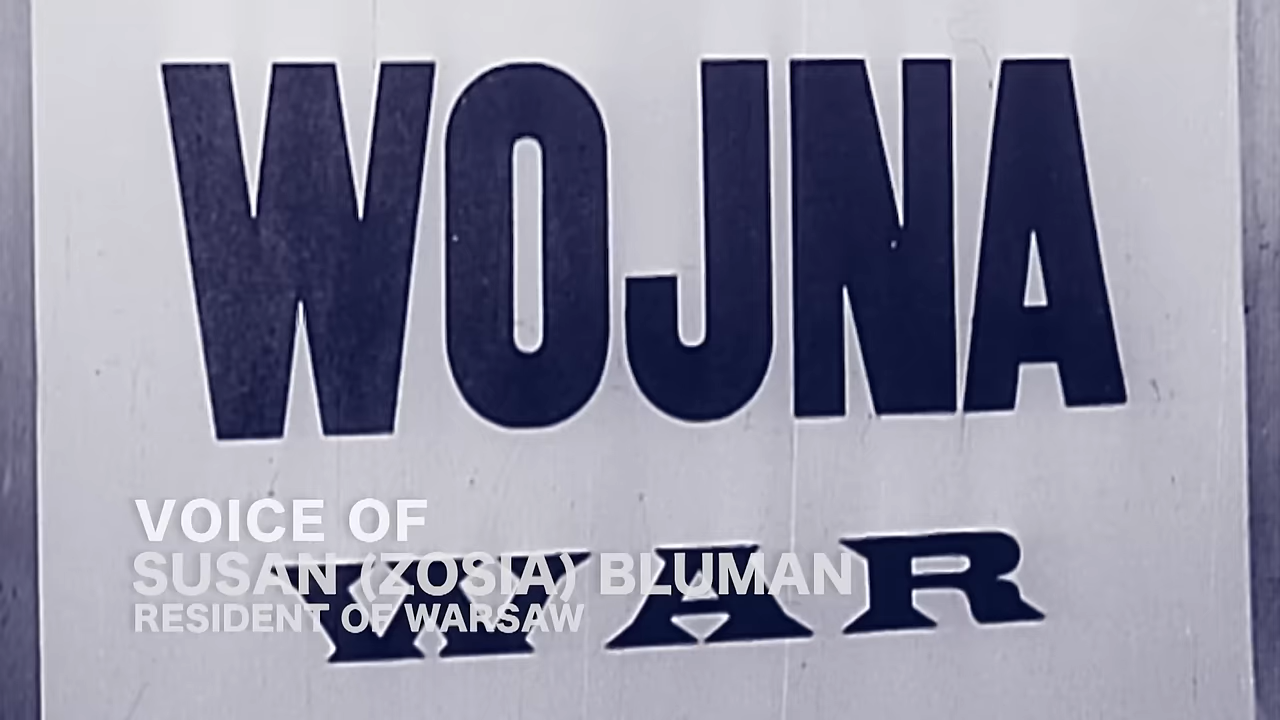 WOJNA
VOICE OF
SUSAN (ZOSIA) BLUMAN
WAR
RESIDENT OF WARSAW